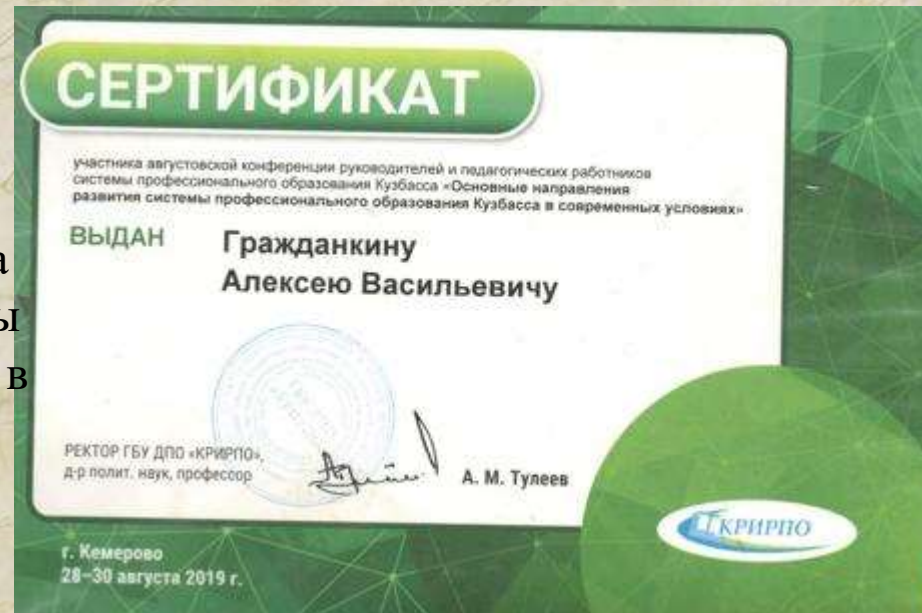 СЕРТИФИКАТ
участника августовской конференции руководителей и педагогических работников
системы профессионального образования Кузбасса «Основные направления
развития системы профессионального образования Кузбасса в современных условиях»
ВЫДАН
Гражданкину
Алексею Васильевичу
а
ы
в
РЕКТОР ГБУ ДПО «КРИРПО»,
д-р полит. наук, профессор
А. М. Тулеев
КРИРПО
г. Кемерово
28–30 августа 2019 г.